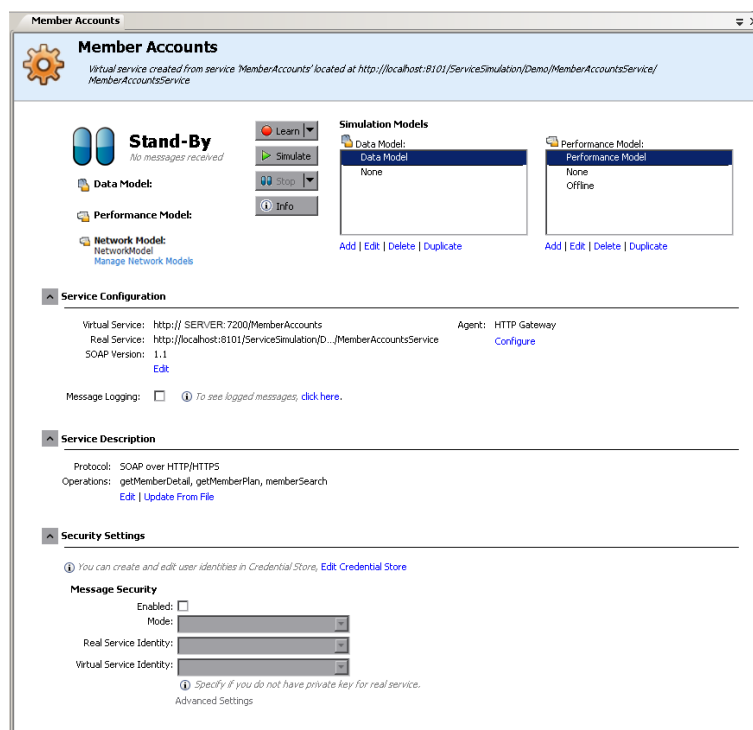 Member Accounts
Member Accounts
Virtual service created from service 'MemberAccounts' located at http://localhost:8101/ServiceSimulation/Demo/MemberAccountsService/
MemberAccountsService
Stand-By
No messages received
Data Model:
Performance Model:
Network Model:
NetworkModel
Manage Network Models
Learn
Simulate
Stop
Info
Simulation Models
Data Model:
Data Model
None
Add | Edit | Delete | Duplicate
Performance Model:
Performance Model
None
Offline
Add | Edit | Delete | Duplicate
Service Configuration
Virtual Service: http:// SERVER:7200/MemberAccounts
Agent: HTTP Gateway
Real Service: http://localhost:8101/ServiceSimulation/D.../MemberAccountsService
Configure
SOAP Version: 1.1
Edit
Message Logging: To see logged messages, click here.
Service Description
Protocol: SOAP over HTTP/HTTPS
Operations: getMemberDetail, getMemberPlan, memberSearch
Edit | Update From File
Security Settings
You can create and edit user identities in Credential Store, Edit Credential Store
Message Security
Enabled:
Mode:
Real Service Identity:
Virtual Service Identity:
Specify if you do not have private key for real service.
Advanced Settings